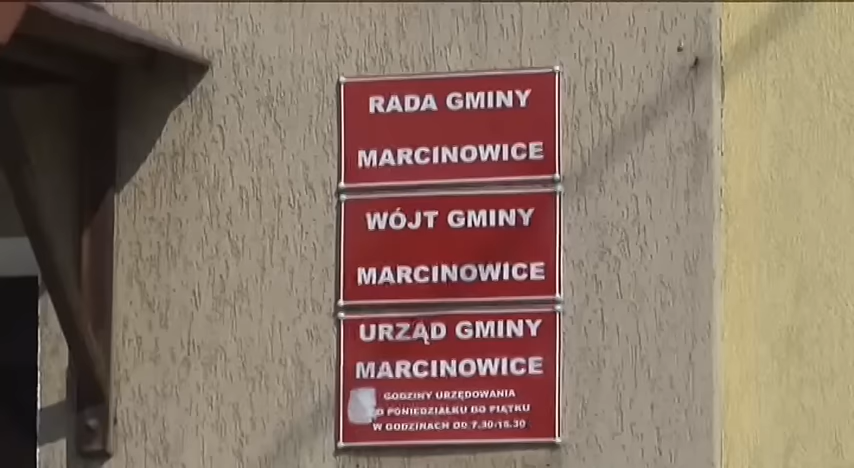 RADA GMINY
MARCINOWICE
WÓJT GMINY
MARCINOWICE
URZĄD GMINY
MARCINOWICE
GODZINY URZĘDOWANIA
OD PONIEDZIAŁKU DO PIĄTKU
W GODZINACH OD 7.30-15.30